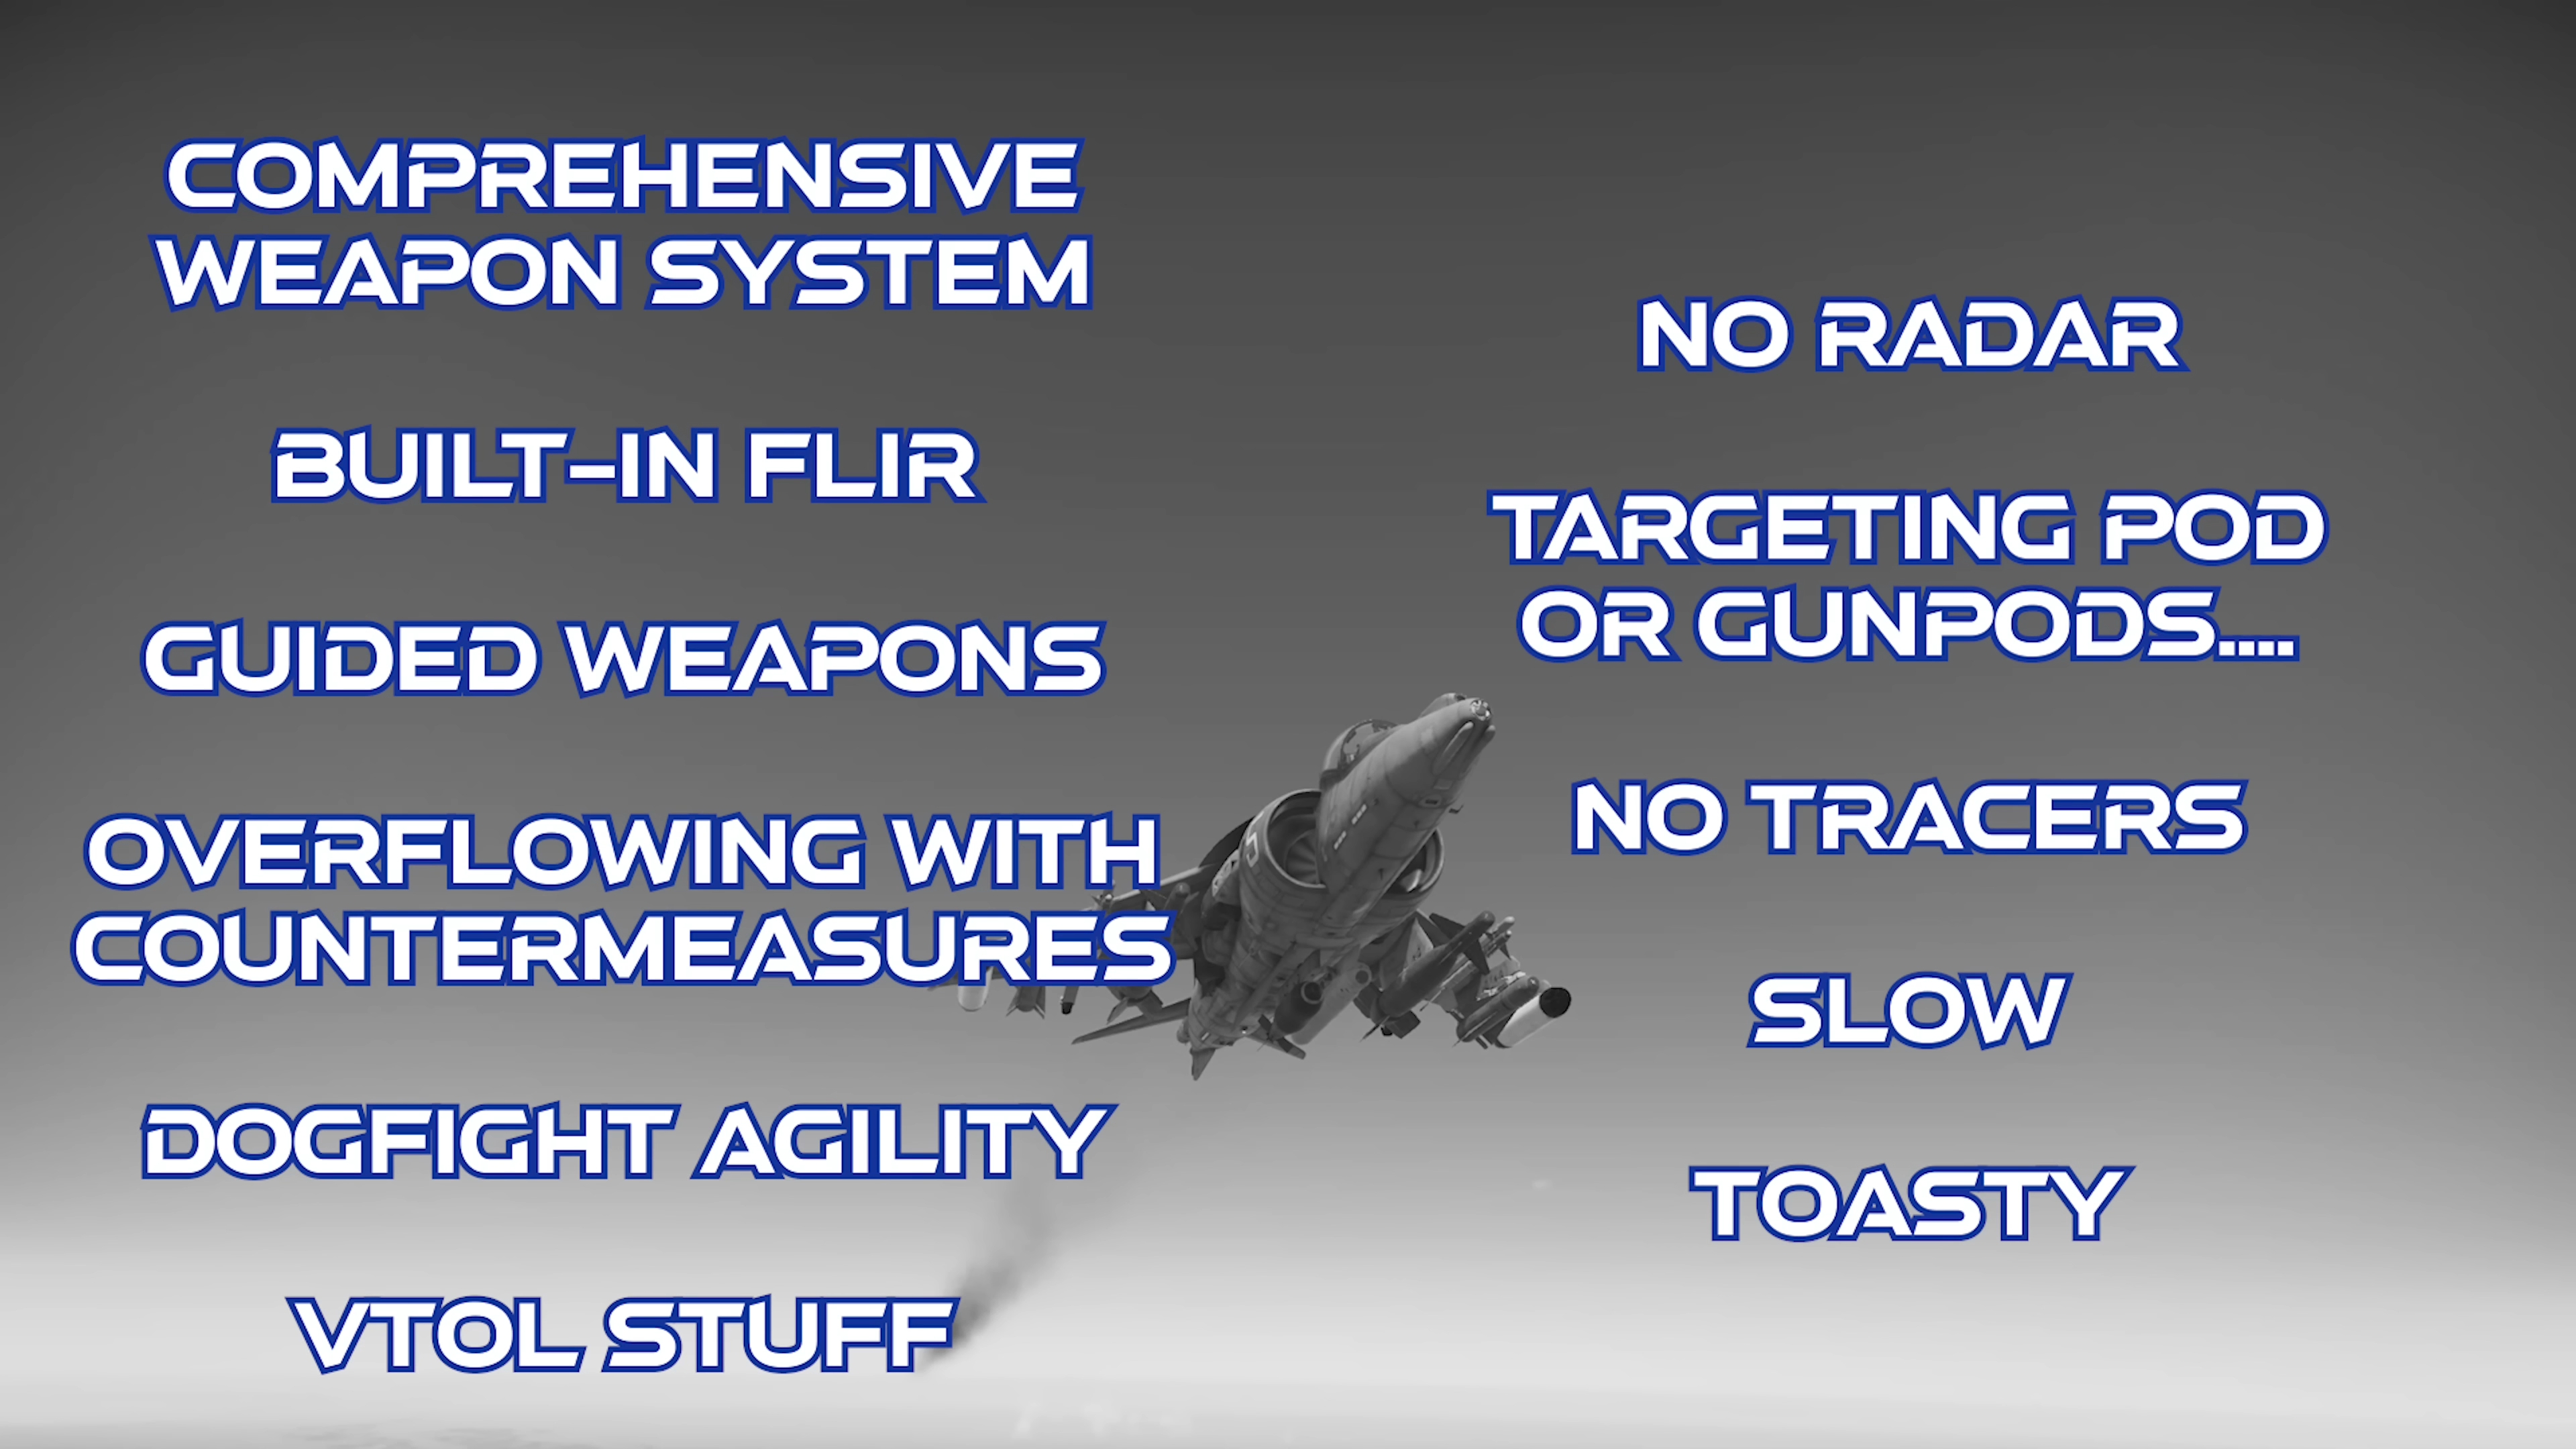 COMPREHENSIVE
WEAPON SYSTEM
BUILT-IN FLIR
GUIDED WEAPONS
OVERFLOWING WITH
COUNTERMEASURES
DOGFIGHT AGILITY
VTOL STUFF
NO RADAR
TARGETING POD
OR GUNPODS....
NO TRACERS
SLOW
TOASTY